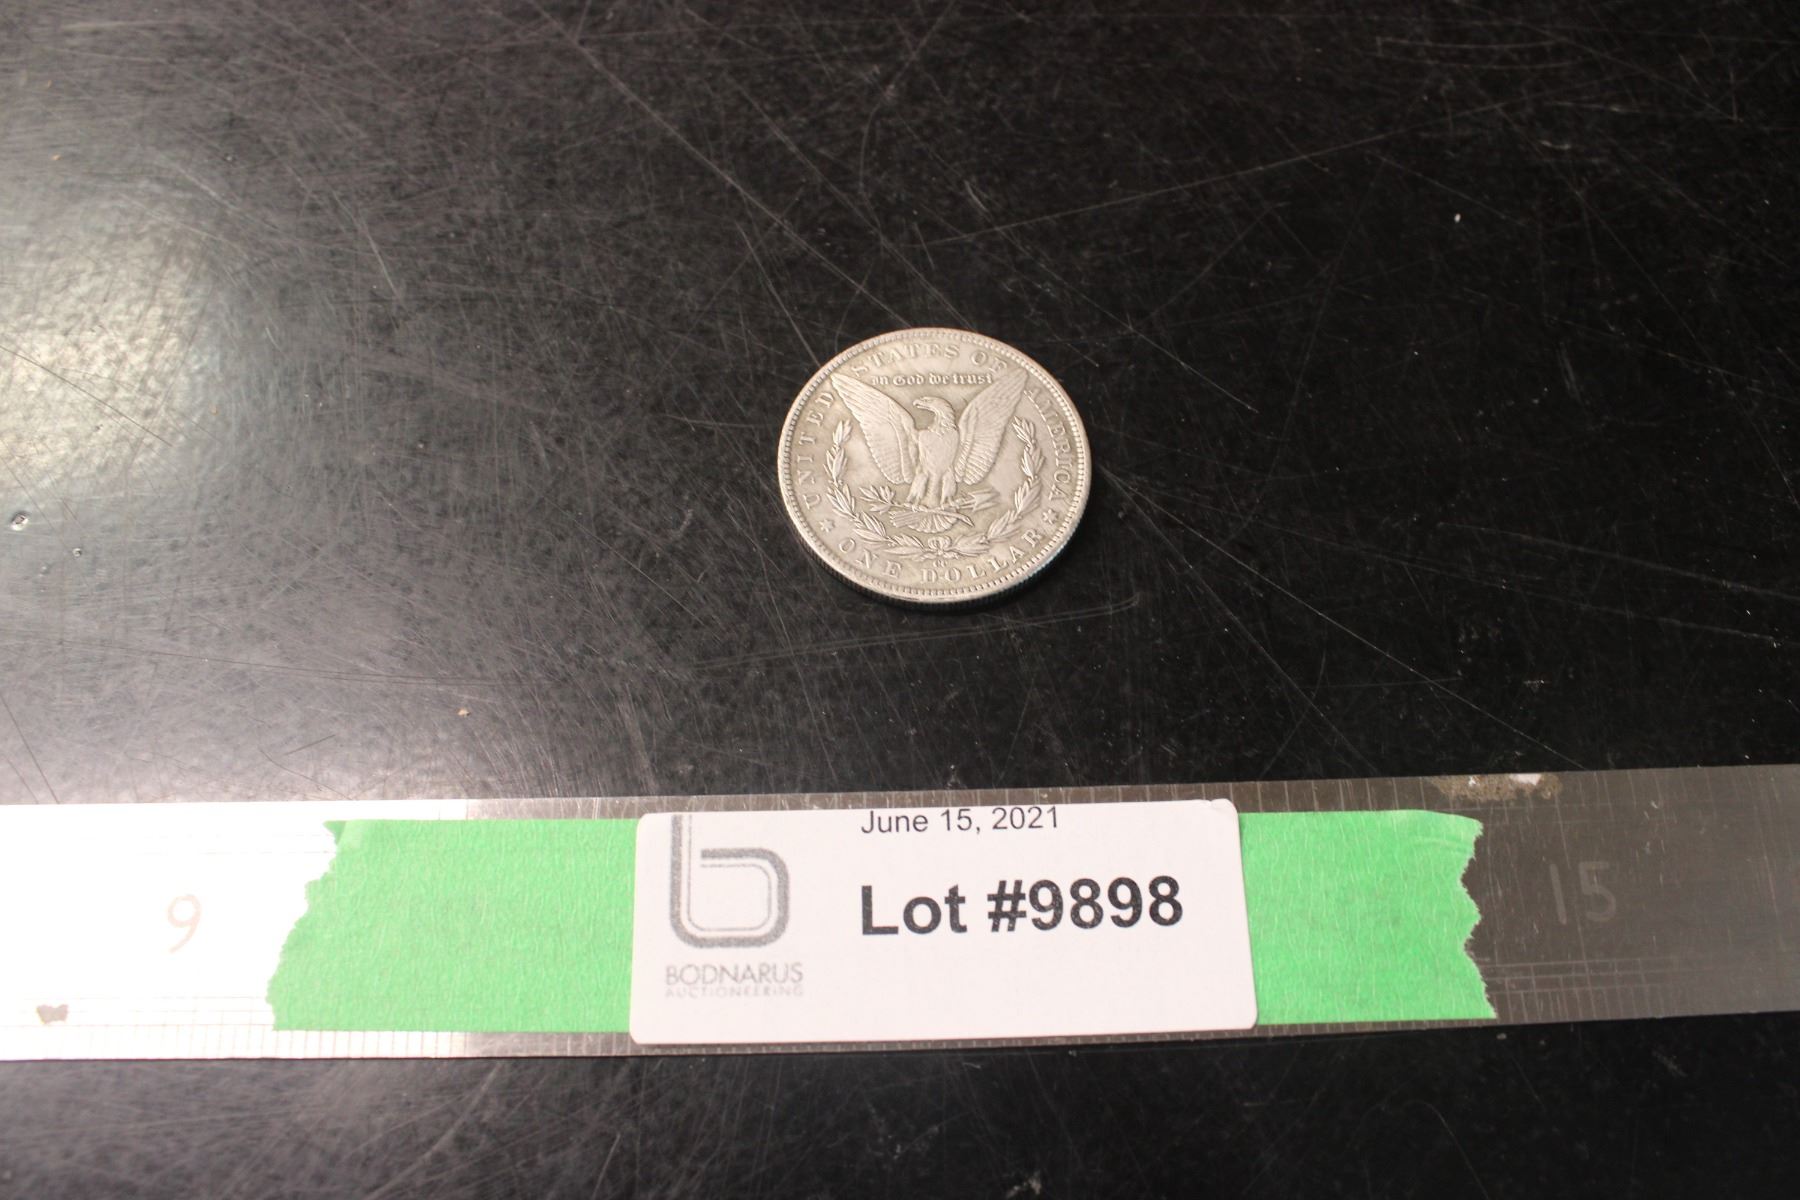 UNITED STATES OF AMERICA
In God we trust
ONE DOLLAR
CC
June 15, 2021
Lot #9898
b
BODNARUS
AUCTIONEERING
9
15